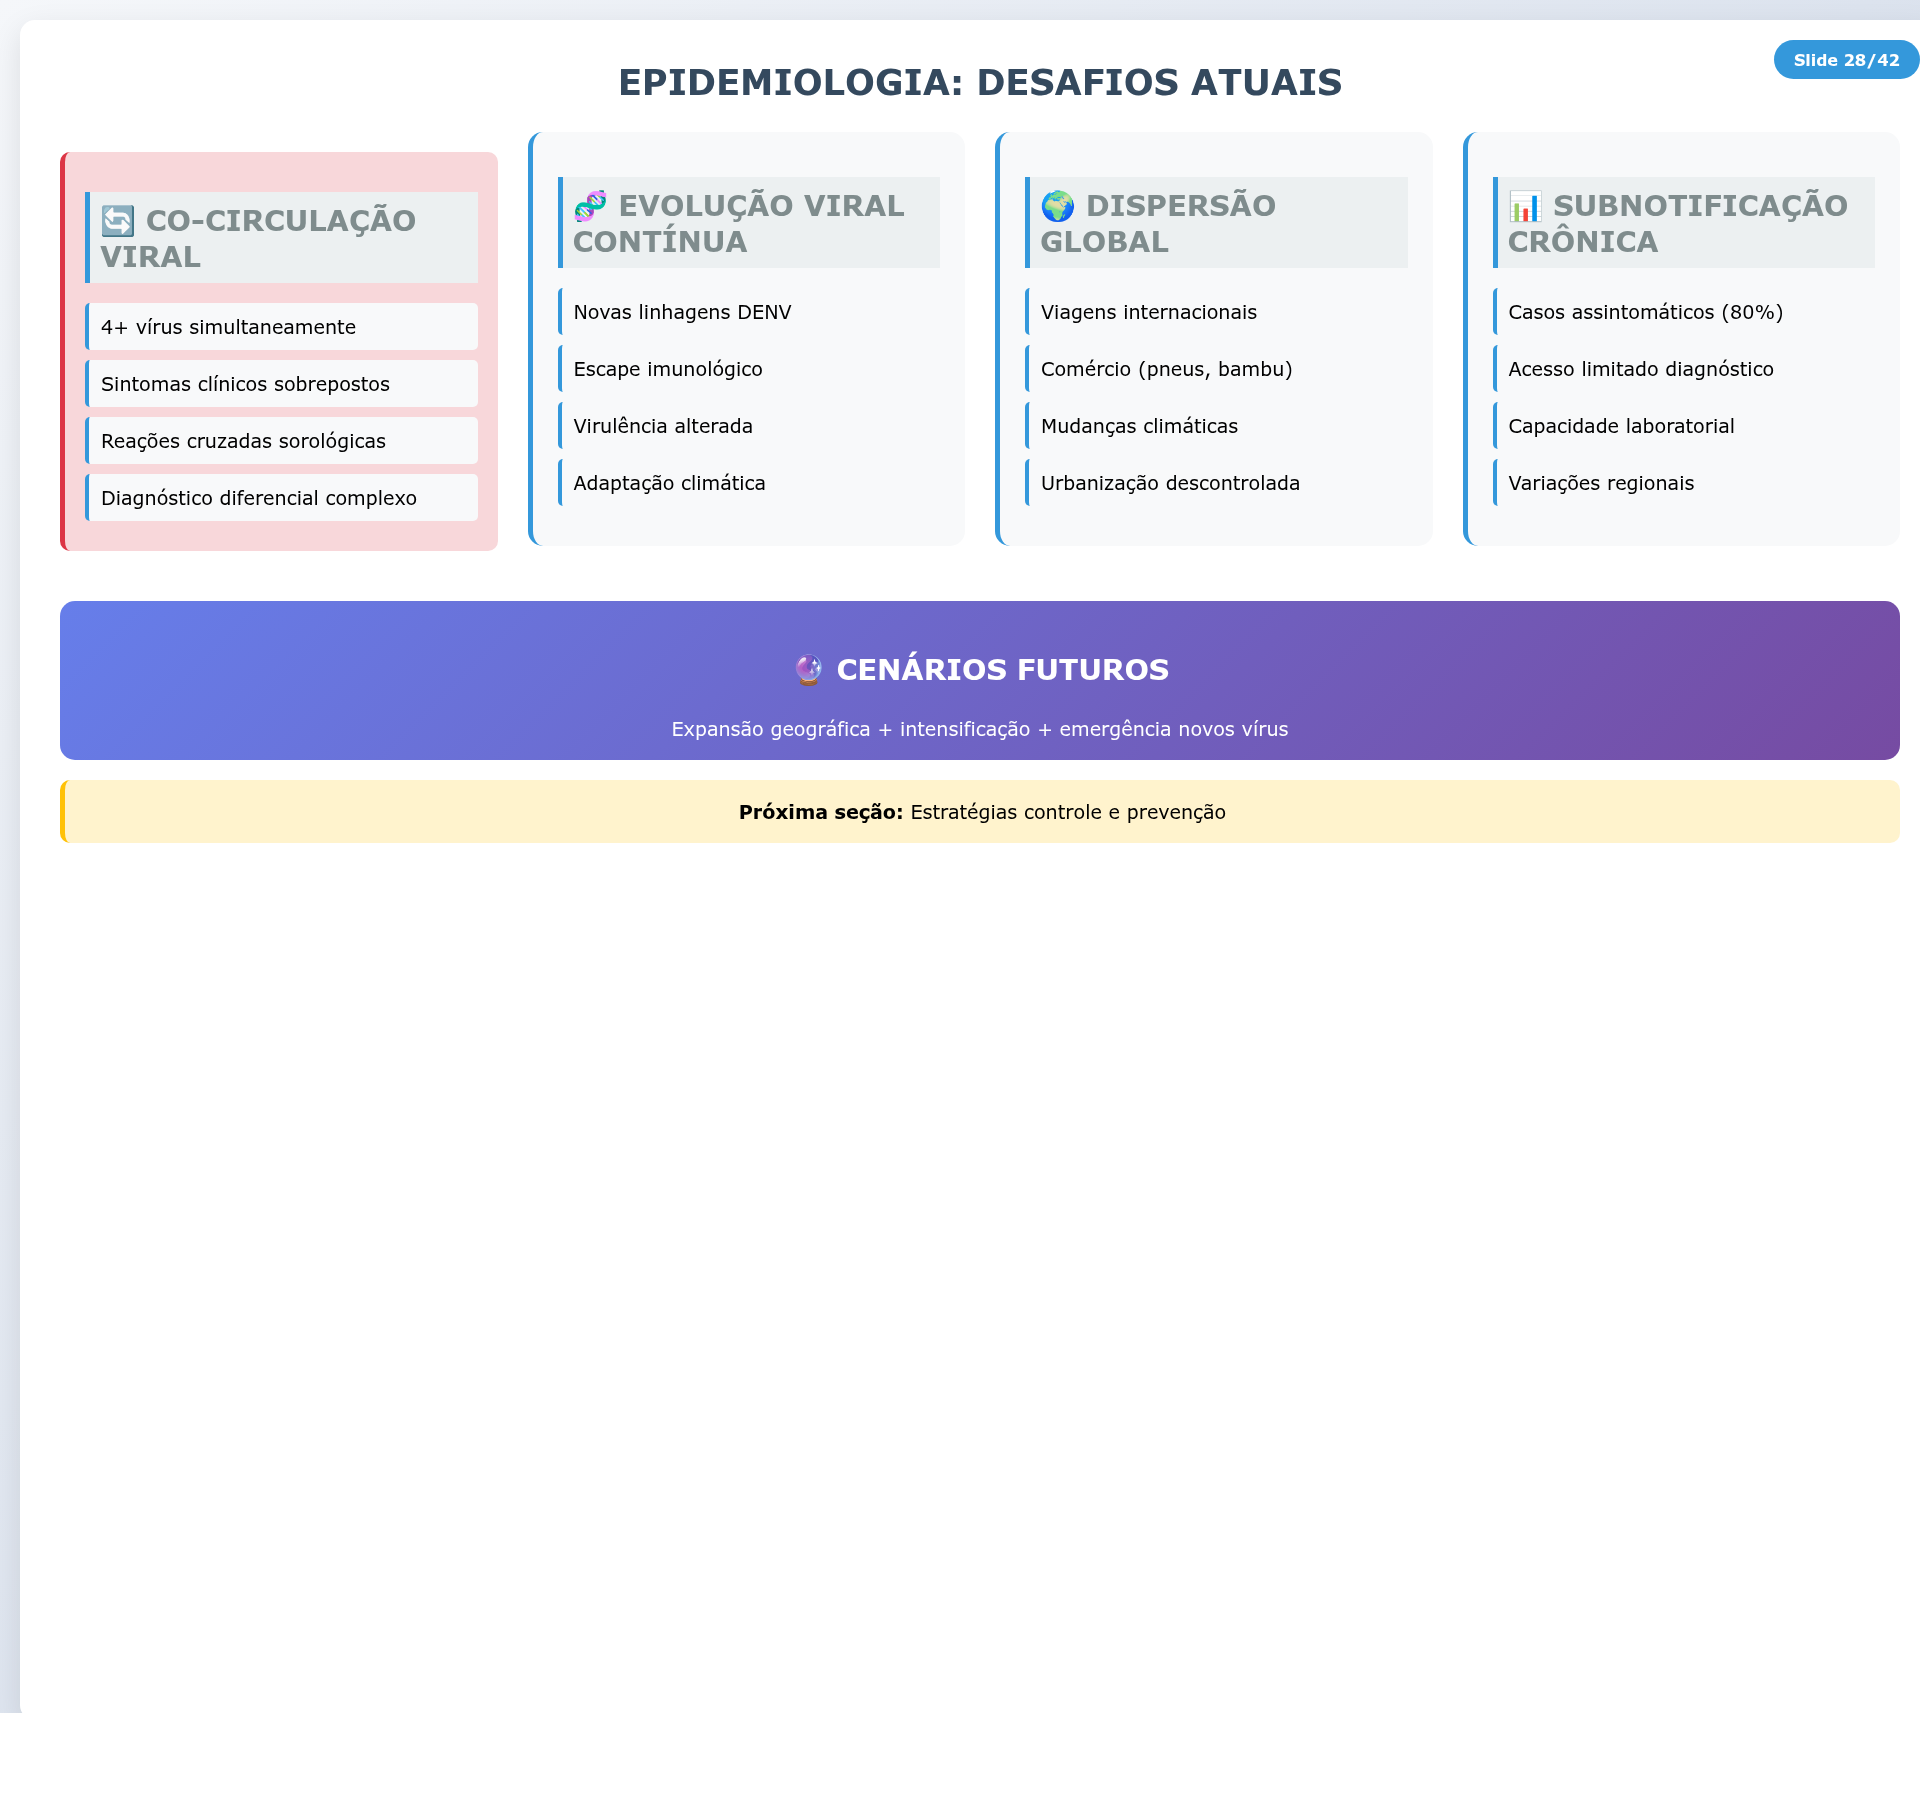 Slide 28/42
EPIDEMIOLOGIA: DESAFIOS ATUAIS
🔄 CO-CIRCULAÇÃO
VIRAL
4+ vírus simultaneamente
Sintomas clínicos sobrepostos
Reações cruzadas sorológicas
Diagnóstico diferencial complexo
🧬 EVOLUÇÃO VIRAL
CONTÍNUA
Novas linhagens DENV
Escape imunológico
Virulência alterada
Adaptação climática
🌍 DISPERSÃO
GLOBAL
Viagens internacionais
Comércio (pneus, bambu)
Mudanças climáticas
Urbanização descontrolada
📊 SUBNOTIFICAÇÃO
CRÔNICA
Casos assintomáticos (80%)
Acesso limitado diagnóstico
Capacidade laboratorial
Variações regionais
🔮 CENÁRIOS FUTUROS
Expansão geográfica + intensificação + emergência novos vírus
Próxima seção: Estratégias controle e prevenção